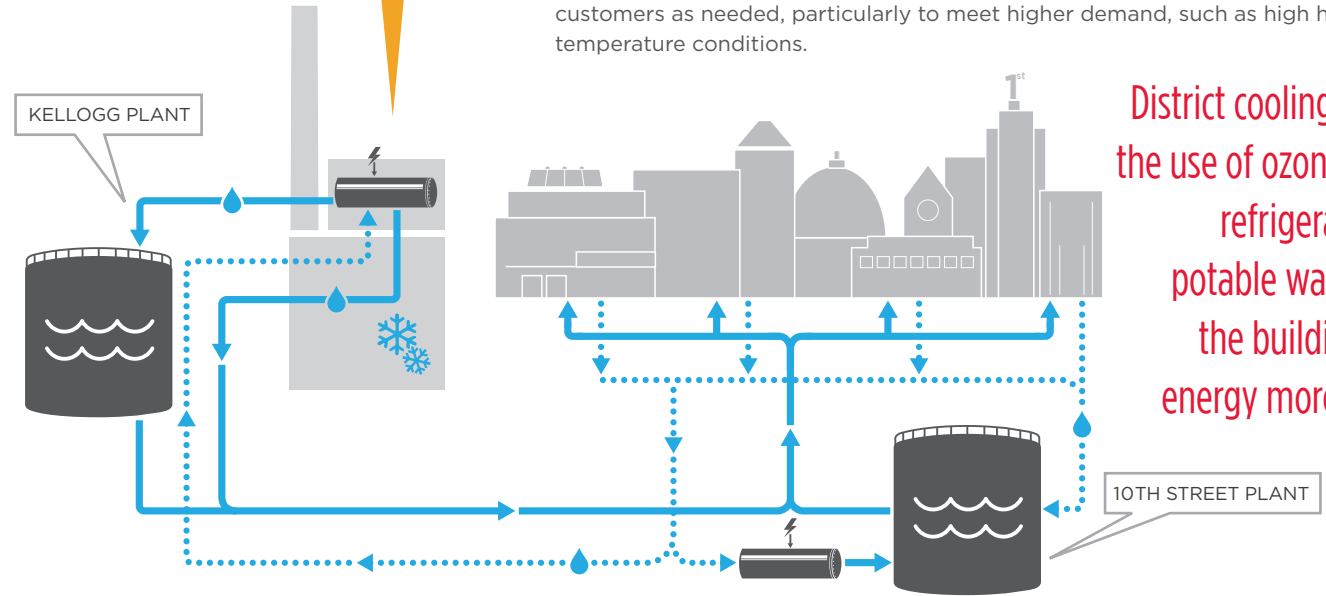 customers as needed, particularly to meet higher demand, such as high h
temperature conditions.
KELLOGG PLANT
1st
District cooling
the use of ozon
refrigera
potable wa
the buildi
energy more
10TH STREET PLANT